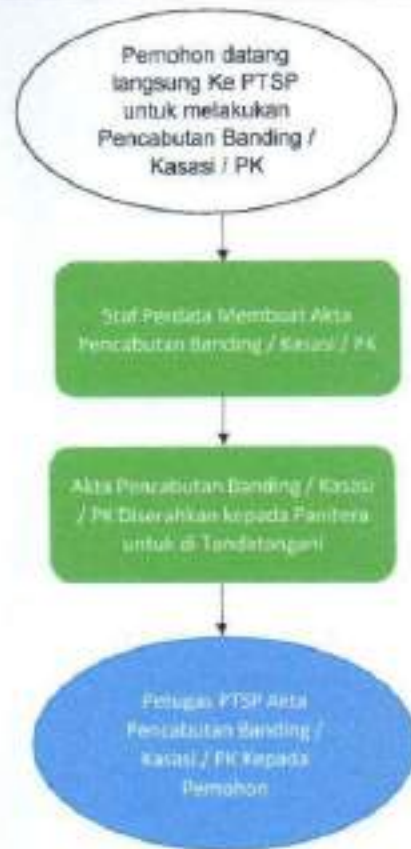 Pemohon datang
langsung Ke PTSP
untuk melakukan
Pencabutan Banding /
Kasasi / PK
Staf Perdata Membuat Akta
Pencabutan Banding / Kasasi / PK
Akta Pencabutan Banding / Kasasi
/ PK Diserahkan kepada Panitera
untuk di Tandatangani
Petugas PTSP Akta
Pencabutan Banding /
Kasasi / PK Kepada
Pemohon